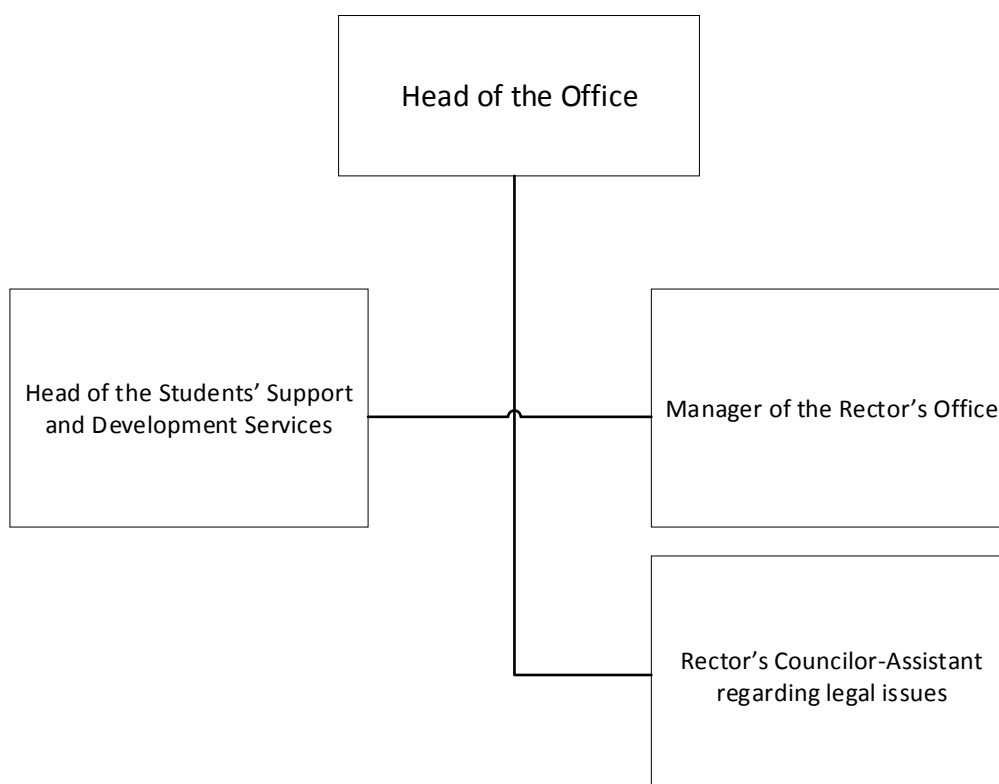 Head of the Office
Head of the Students’ Support
and Development Services
Manager of the Rector’s Office
Rector’s Councilor-Assistant
regarding legal issues